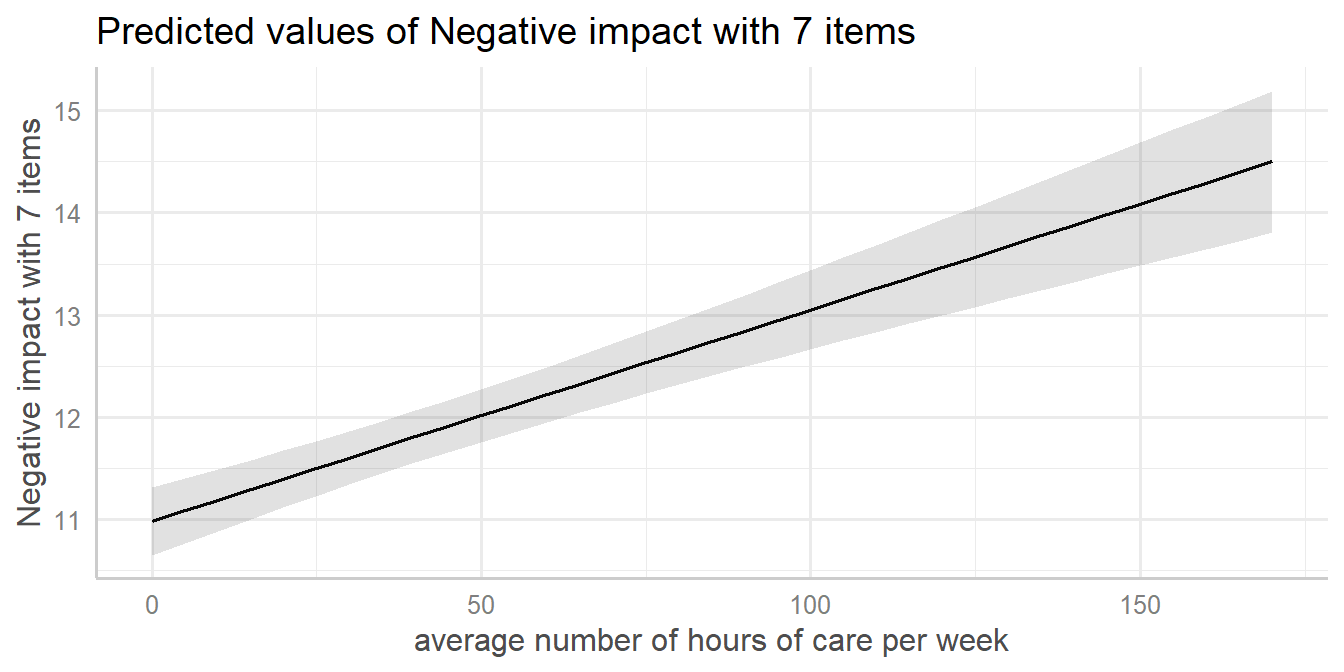 Predicted values of Negative impact with 7 items
Negative impact with 7 items
15
14
13
12
11
0 50 100 150
average number of hours of care per week